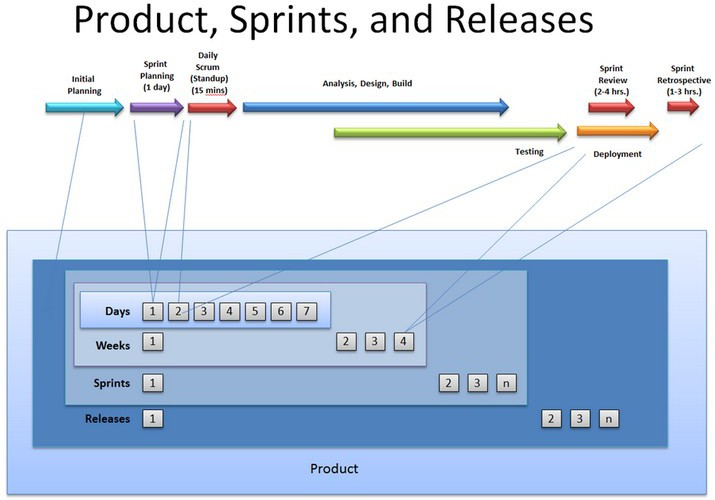 Product, Sprints, and Releases
Initial
Planning
Sprint
Planning
(1 day)
Daily
Scrum
(Standup)
(15 mins)
Analysis, Design, Build
Sprint
Review
(2-4 hrs.)
Sprint
Retrospective
(1-3 hrs.)
Testing
Deployment
Days 1 2 3 4 5 6 7
Weeks 1 2 3 4
Sprints 1 2 3 n
Releases 1 2 3 n
Product